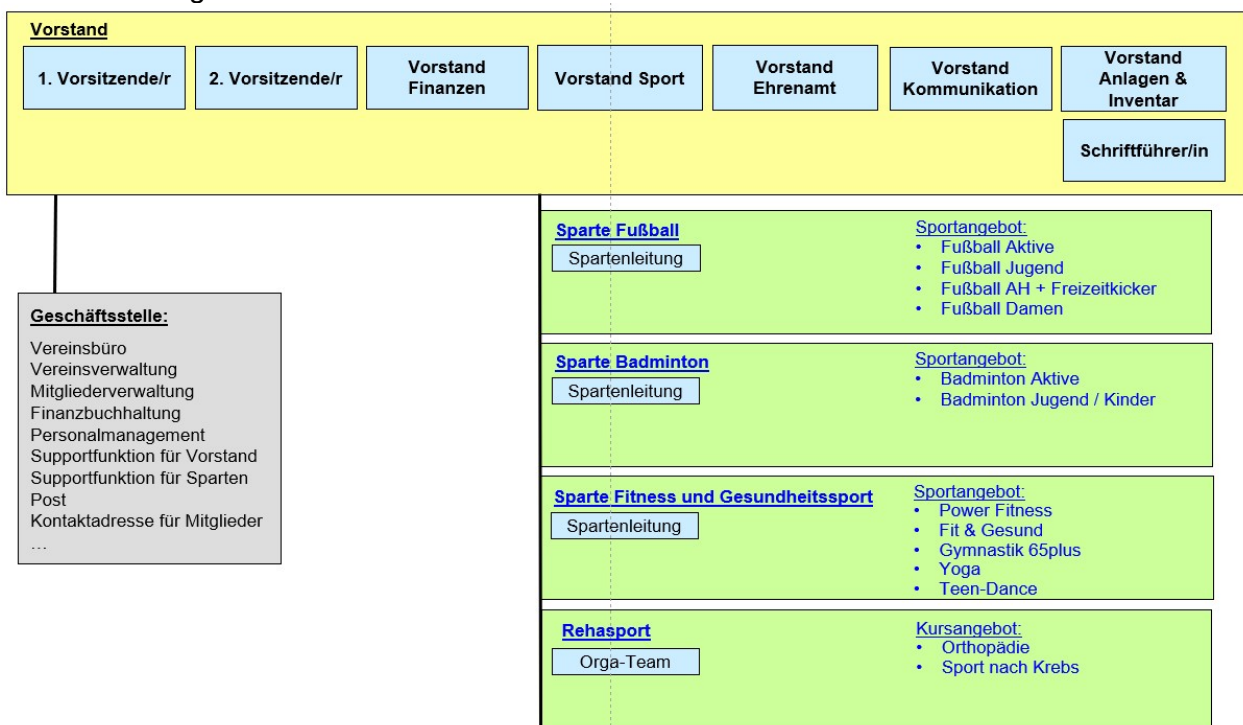 Vorstand
1. Vorsitzende/r
2. Vorsitzende/r
Vorstand
Finanzen
Vorstand Sport
Vorstand
Ehrenamt
Vorstand
Kommunikation
Vorstand
Anlagen &
Inventar
Schriftführer/in
Geschäftsstelle:
Vereinsbüro
Vereinsverwaltung
Mitgliederverwaltung
Finanzbuchhaltung
Personalmanagement
Supportfunktion für Vorstand
Supportfunktion für Sparten
Post
Kontaktadresse für Mitglieder
…
Sparte Fußball
Spartenleitung
Sportangebot:
• Fußball Aktive
• Fußball Jugend
• Fußball AH + Freizeitkicker
• Fußball Damen
Sparte Badminton
Spartenleitung
Sportangebot:
• Badminton Aktive
• Badminton Jugend / Kinder
Sparte Fitness und Gesundheitssport
Spartenleitung
Sportangebot:
• Power Fitness
• Fit & Gesund
• Gymnastik 65plus
• Yoga
• Teen-Dance
Rehasport
Orga-Team
Kursangebot:
• Orthopädie
• Sport nach Krebs